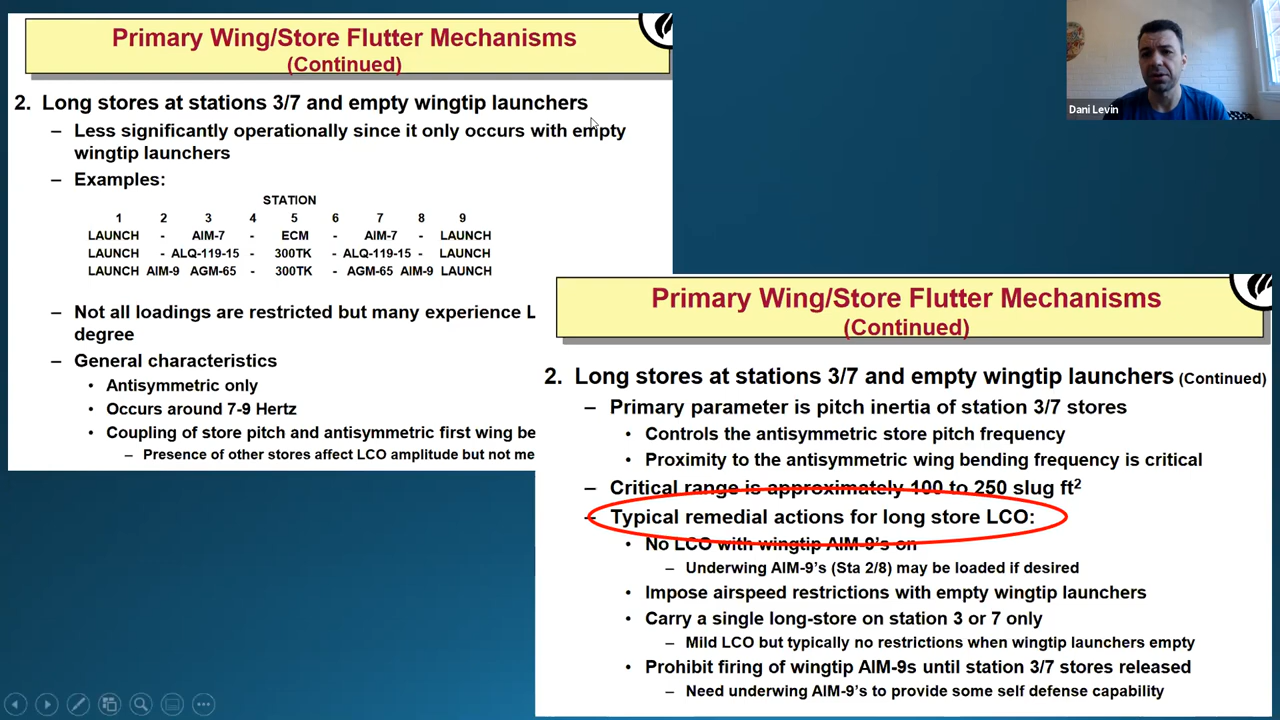 Primary Wing/Store Flutter Mechanisms
(Continued)
2. Long stores at stations 3/7 and empty wingtip launchers
– Less significantly operationally since it only occurs with empty
wingtip launchers
– Examples:
STATION
1 2 3 4 5 6 7 8 9
LAUNCH - AIM-7 - ECM - AIM-7 - LAUNCH
LAUNCH - ALQ-119-15 - 300TK - ALQ-119-15 - LAUNCH
LAUNCH AIM-9 AGM-65 - 300TK - AGM-65 AIM-9 LAUNCH
– Not all loadings are restricted but many experience L
degree
– General characteristics
• Antisymmetric only
• Occurs around 7-9 Hertz
• Coupling of store pitch and antisymmetric first wing be
– Presence of other stores affect LCO amplitude but not me
Primary Wing/Store Flutter Mechanisms
(Continued)
2. Long stores at stations 3/7 and empty wingtip launchers (Continued)
– Primary parameter is pitch inertia of station 3/7 stores
• Controls the antisymmetric store pitch frequency
• Proximity to the antisymmetric wing bending frequency is critical
– Critical range is approximately 100 to 250 slug ft²
– Typical remedial actions for long store LCO:
• No LCO with wingtip AIM-9's on
– Underwing AIM-9's (Sta 2/8) may be loaded if desired
• Impose airspeed restrictions with empty wingtip launchers
• Carry a single long-store on station 3 or 7 only
– Mild LCO but typically no restrictions when wingtip launchers empty
• Prohibit firing of wingtip AIM-9s until station 3/7 stores released
– Need underwing AIM-9's to provide some self defense capability
Dani Levin